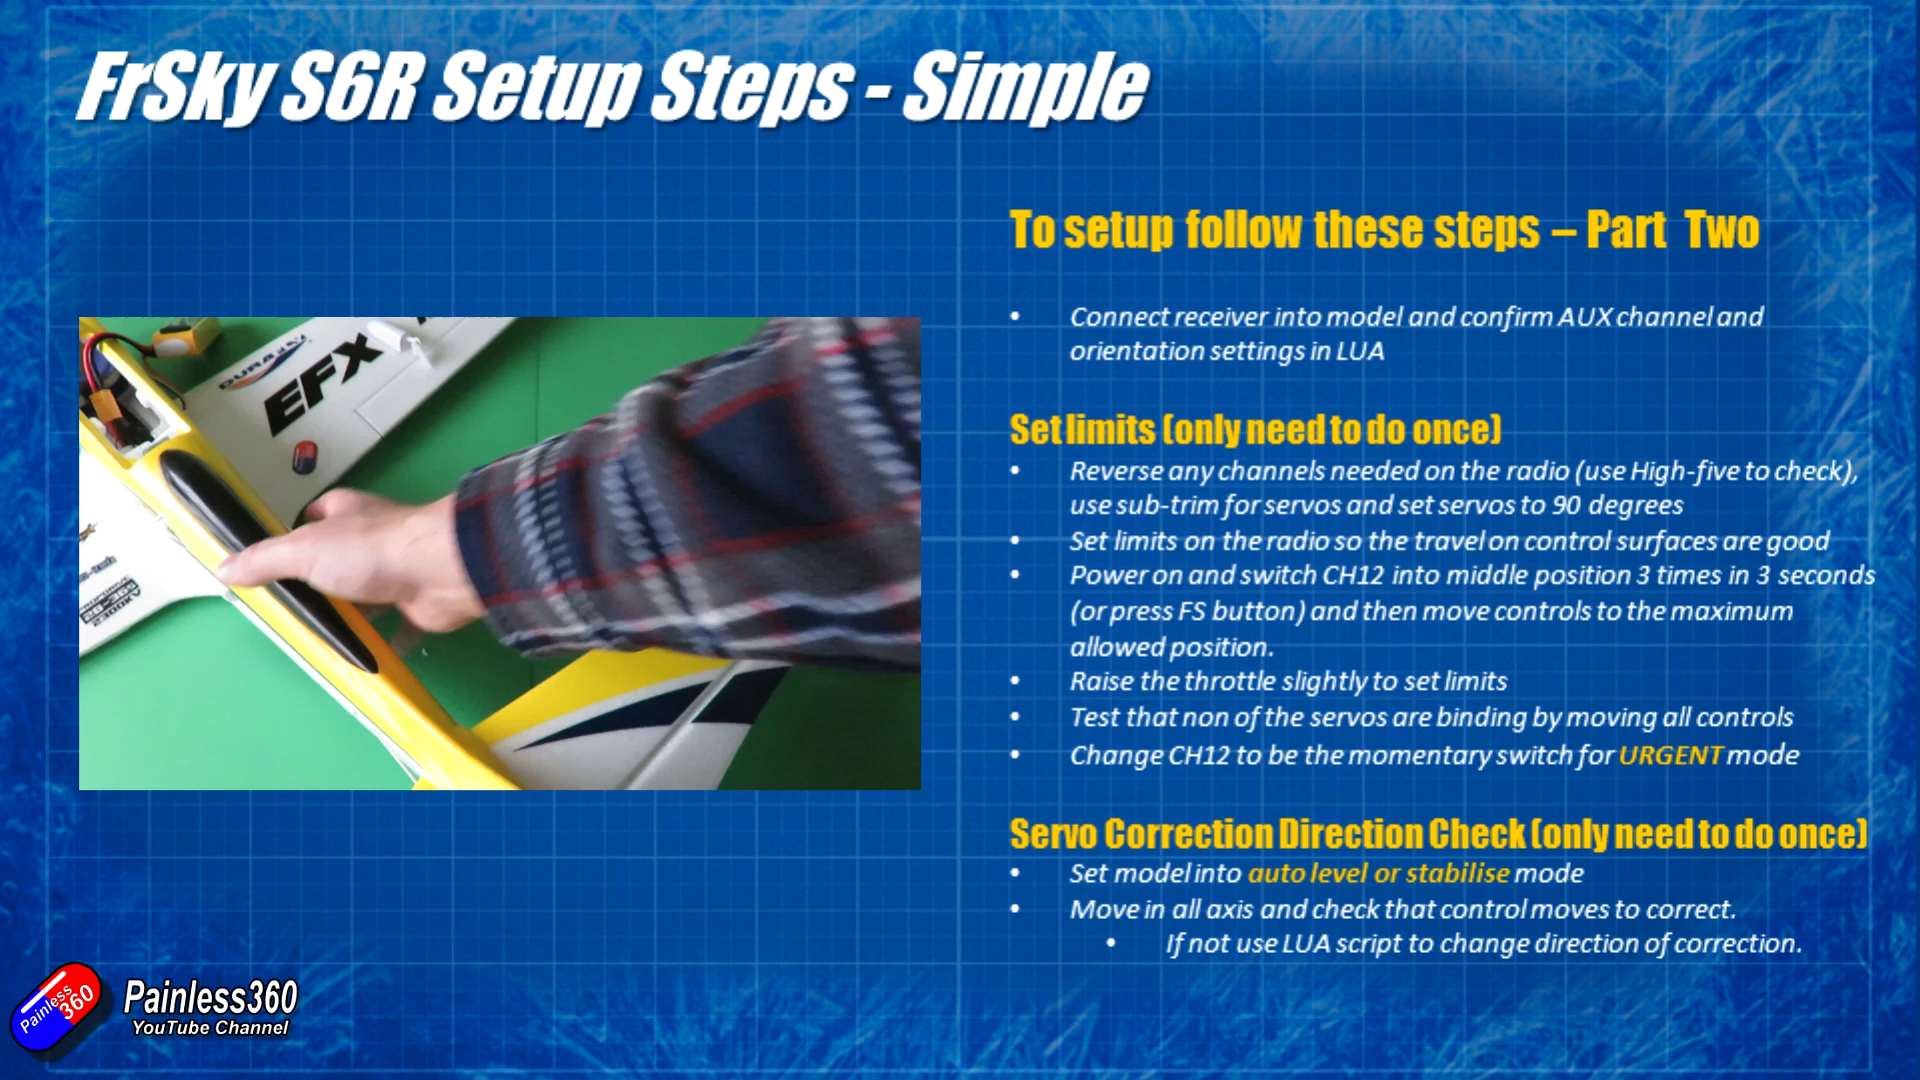 FrSky S6R Setup Steps - Simple
To setup follow these steps – Part Two
• Connect receiver into model and confirm AUX channel and
orientation settings in LUA
Set limits (only need to do once)
• Reverse any channels needed on the radio (use High-five to check),
use sub-trim for servos and set servos to 90 degrees
• Set limits on the radio so the travel on control surfaces are good
• Power on and switch CH12 into middle position 3 times in 3 seconds
(or press FS button) and then move controls to the maximum
allowed position.
• Raise the throttle slightly to set limits
• Test that non of the servos are binding by moving all controls
• Change CH12 to be the momentary switch for URGENT mode
Servo Correction Direction Check (only need to do once)
• Set model into auto level or stabilise mode
• Move in all axis and check that control moves to correct.
• If not use LUA script to change direction of correction.
EFX
Painless
360
Painless360
YouTube Channel